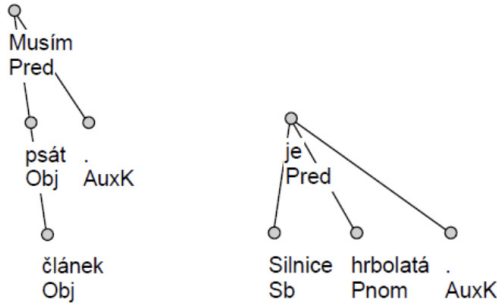 Musím
Pred
psát .
Obj AuxK
článek
Obj
je
Pred
Silnice hrbolatá .
Sb Pnom AuxK